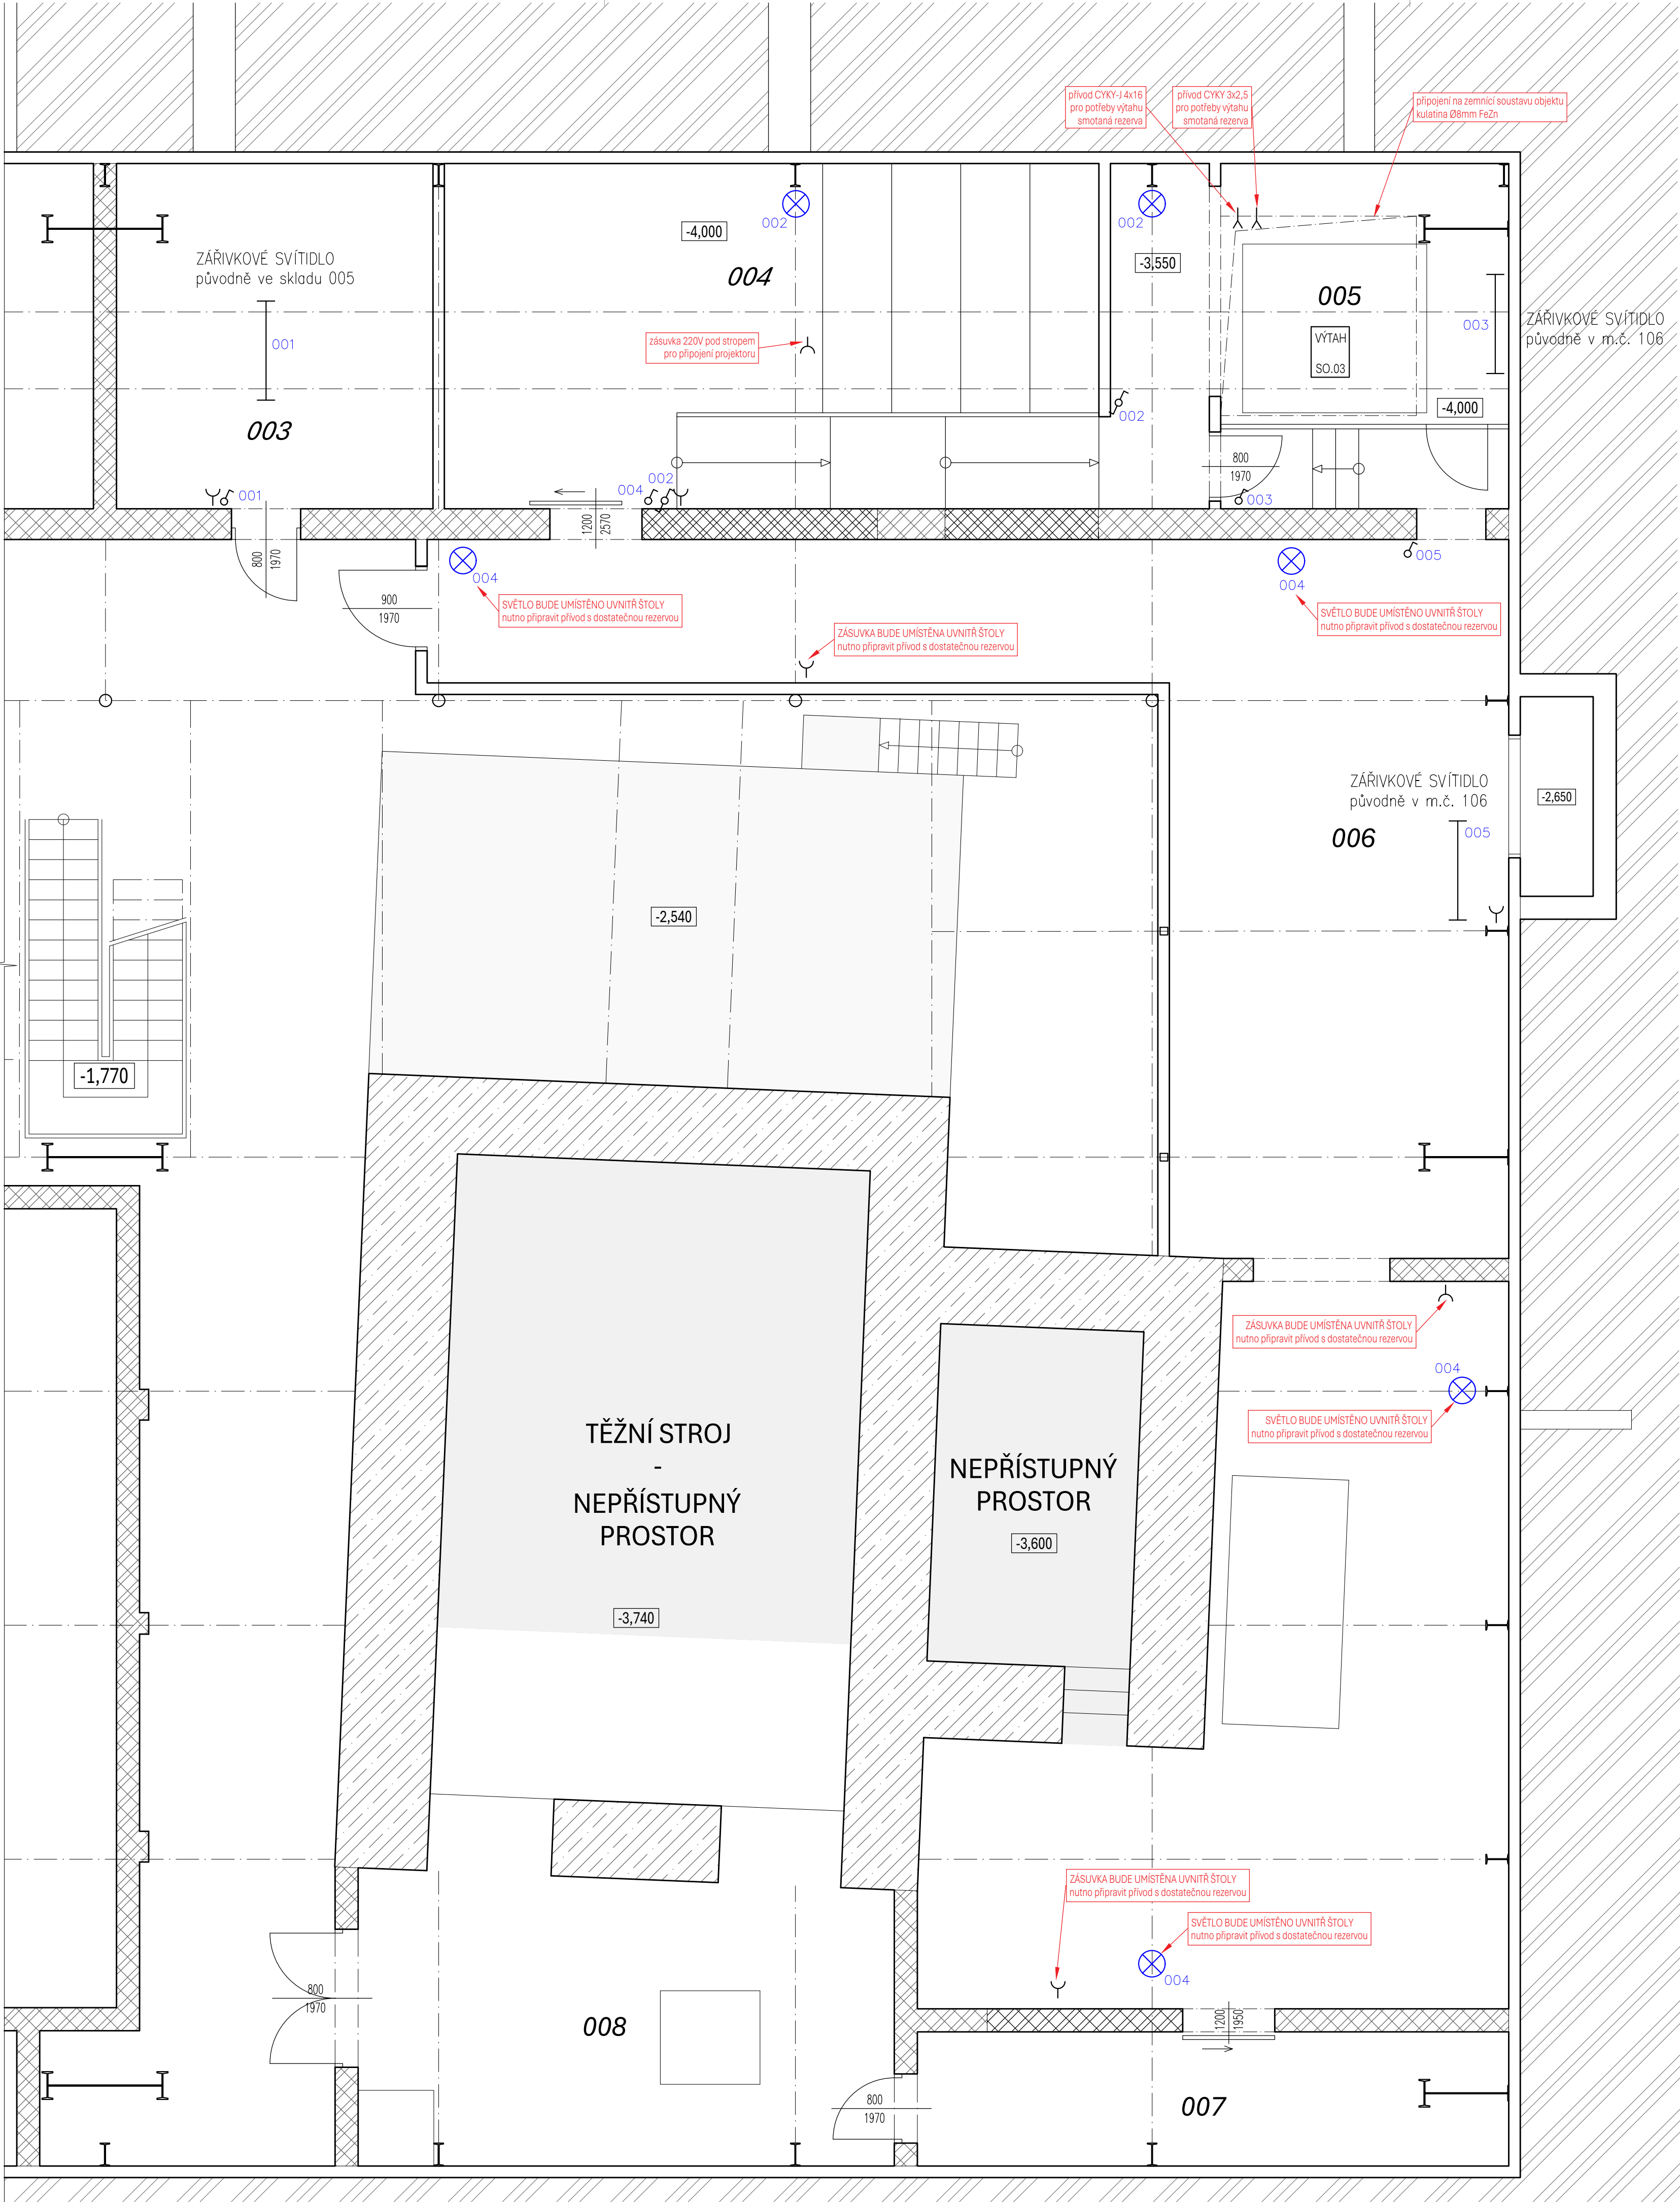 přívod CYKY-J 4x16
pro potřeby výtahu
smotaná rezerva
přívod CYKY 3x2,5
pro potřeby výtahu
smotaná rezerva
připojení na zemnící soustavu objektu
kulatina Ø8mm FeZn
002
-4,000
002
ZÁŘIVKOVÉ SVÍTIDLO
původně ve skladu 005
-3,550
004
005
001
zásuvka 220V pod stropem
pro připojení projektoru
VÝTAH
SO.03
003
ZÁŘIVKOVÉ SVÍTIDLO
původně v m.č. 106
003
002
-4,000
800
1970
001
004
002
003
1200
2570
800
1970
005
004
004
900
1970
SVĚTLO BUDE UMÍSTĚNO UVNITŘ ŠTOLY
nutno připravit přívod s dostatečnou rezervou
SVĚTLO BUDE UMÍSTĚNO UVNITŘ ŠTOLY
nutno připravit přívod s dostatečnou rezervou
ZÁSUVKA BUDE UMÍSTĚNA UVNITŘ ŠTOLY
nutno připravit přívod s dostatečnou rezervou
ZÁŘIVKOVÉ SVÍTIDLO
původně v m.č. 106
-2,650
006
005
-2,540
-1,770
ZÁSUVKA BUDE UMÍSTĚNA UVNITŘ ŠTOLY
nutno připravit přívod s dostatečnou rezervou
004
SVĚTLO BUDE UMÍSTĚNO UVNITŘ ŠTOLY
nutno připravit přívod s dostatečnou rezervou
TĚŽNÍ STROJ
-
NEPŘÍSTUPNÝ
PROSTOR
NEPŘÍSTUPNÝ
PROSTOR
-3,600
-3,740
ZÁSUVKA BUDE UMÍSTĚNA UVNITŘ ŠTOLY
nutno připravit přívod s dostatečnou rezervou
SVĚTLO BUDE UMÍSTĚNO UVNITŘ ŠTOLY
nutno připravit přívod s dostatečnou rezervou
004
800
1970
008
1200
1950
800
1970
007